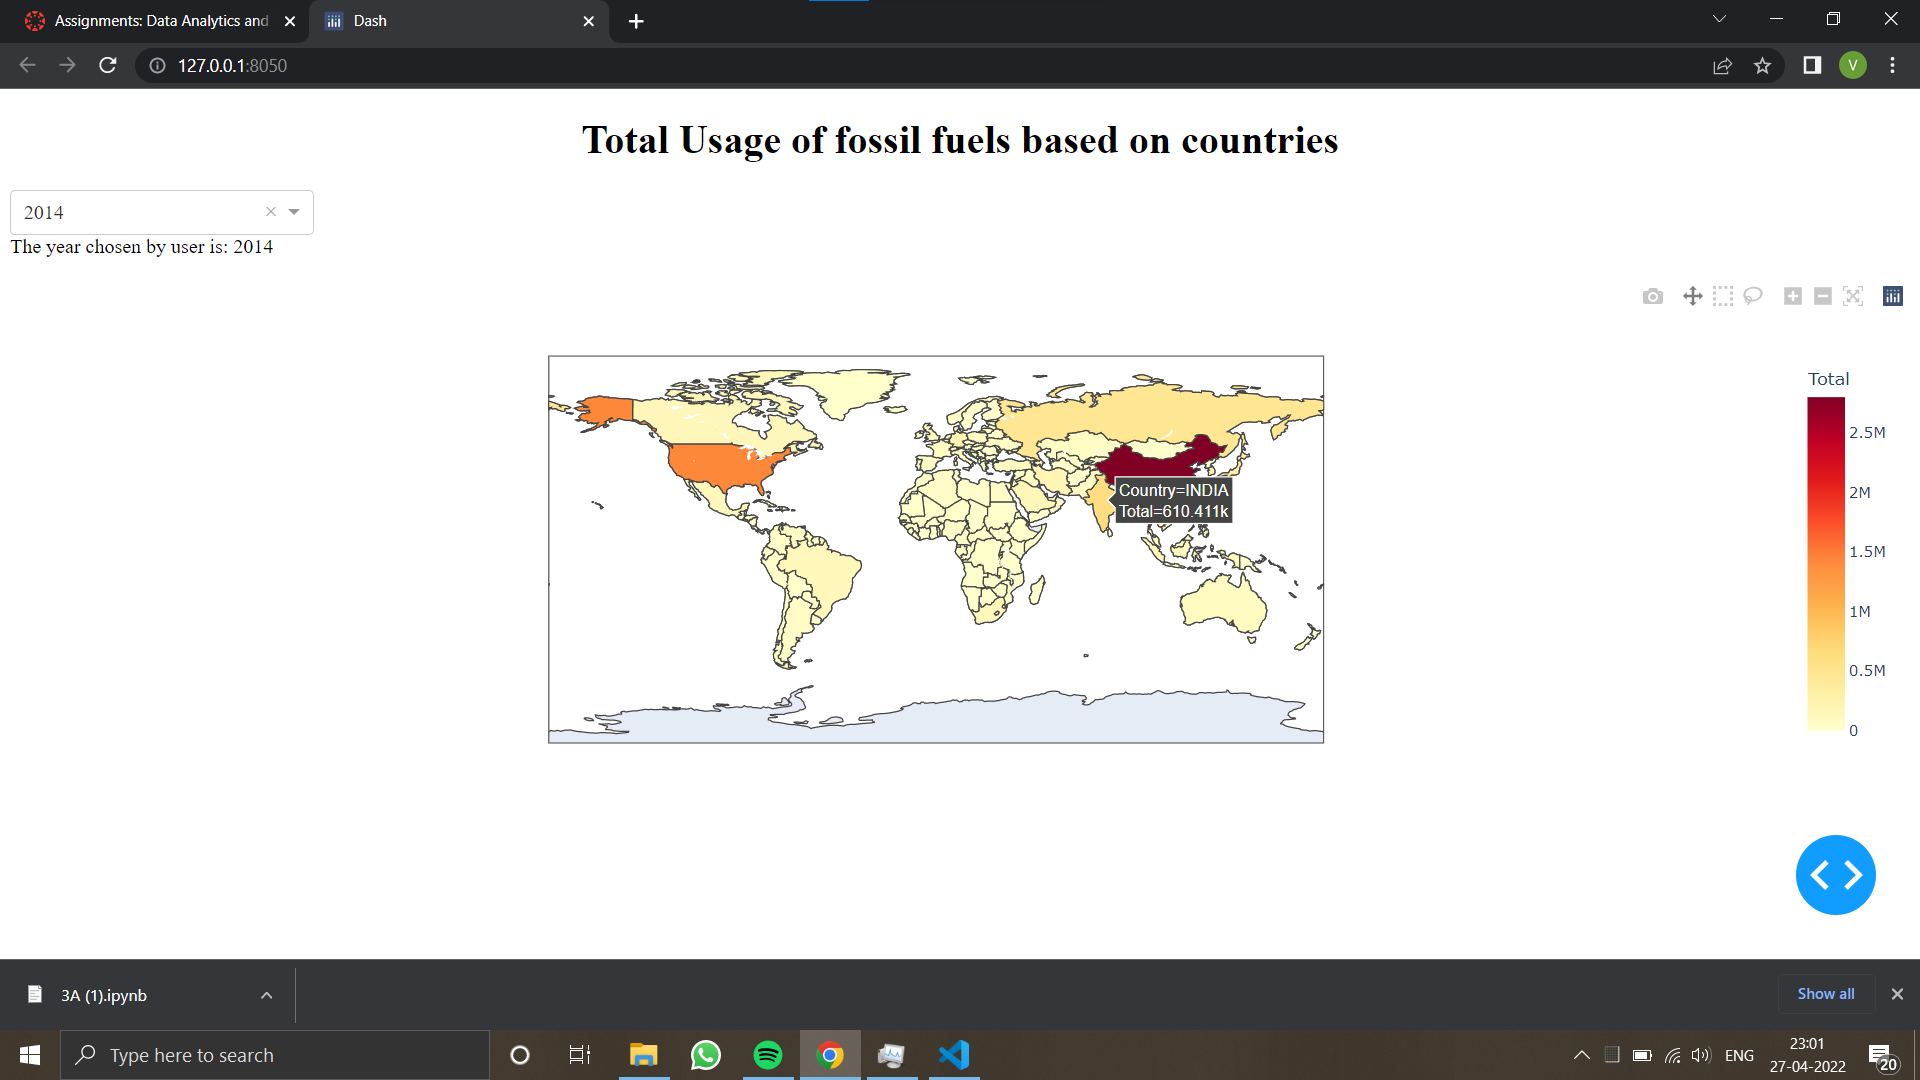 Assignments: Data Analytics and
Dash
127.0.0.1:8050
V
Total Usage of fossil fuels based on countries
2014
The year chosen by user is: 2014
Total
2.5M
2M
1.5M
1M
0.5M
0
Country=INDIA
Total=610.411k
3A (1).ipynb
Show all
Type here to search
ENG
23:01
27-04-2022
20